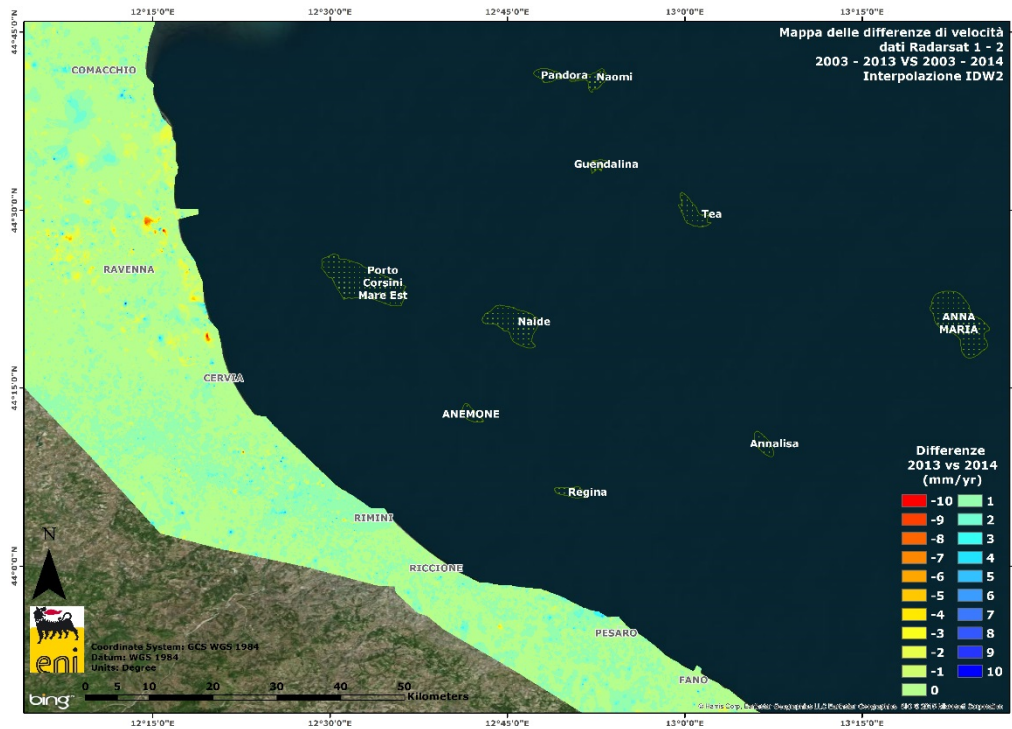 12°15'0"E 12°30'0"E 12°45'0"E 13°0'0"E 13°15'0"E
Mappa delle differenze di velocità
dati Radarsat 1 - 2
2003 - 2013 VS 2003 - 2014
Interpolazione IDW2
44°45'0"N
COMACCHIO
Pandora Naomi
Guendalina
44°30'0"N
Tea
RAVENNA
Porto
Corsini
Mare Est
Naide
ANNA
MARIA
44°15'0"N
CERVIA
ANEMONE
Annalisa
Regina
RIMINI
44°0'0"N
RICCIONE
PESARO
FANO
Differenze
2013 vs 2014
(mm/yr)
-10 1
-9 2
-8 3
-7 4
-6 5
-5 6
-4 7
-3 8
-2 9
-1 10
0
N
eni
Coordinate System: GCS WGS 1984
Datum: WGS 1984
Units: Degree
0 5 10 20 30 40 50
Kilometers
bing
12°15'0"E 12°30'0"E 12°45'0"E 13°0'0"E 13°15'0"E